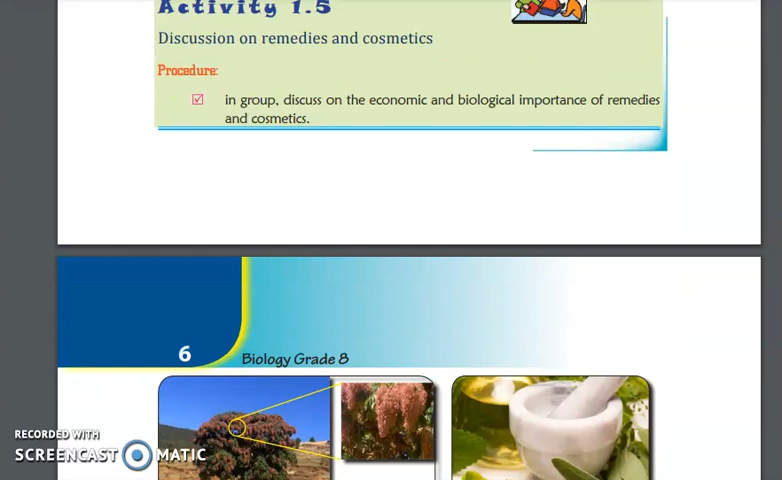 Activity 1.5
Discussion on remedies and cosmetics
Procedure:
in group, discuss on the economic and biological importance of remedies
and cosmetics.
6
Biology Grade 8
RECORDED WITH
SCREENCAST MATIC